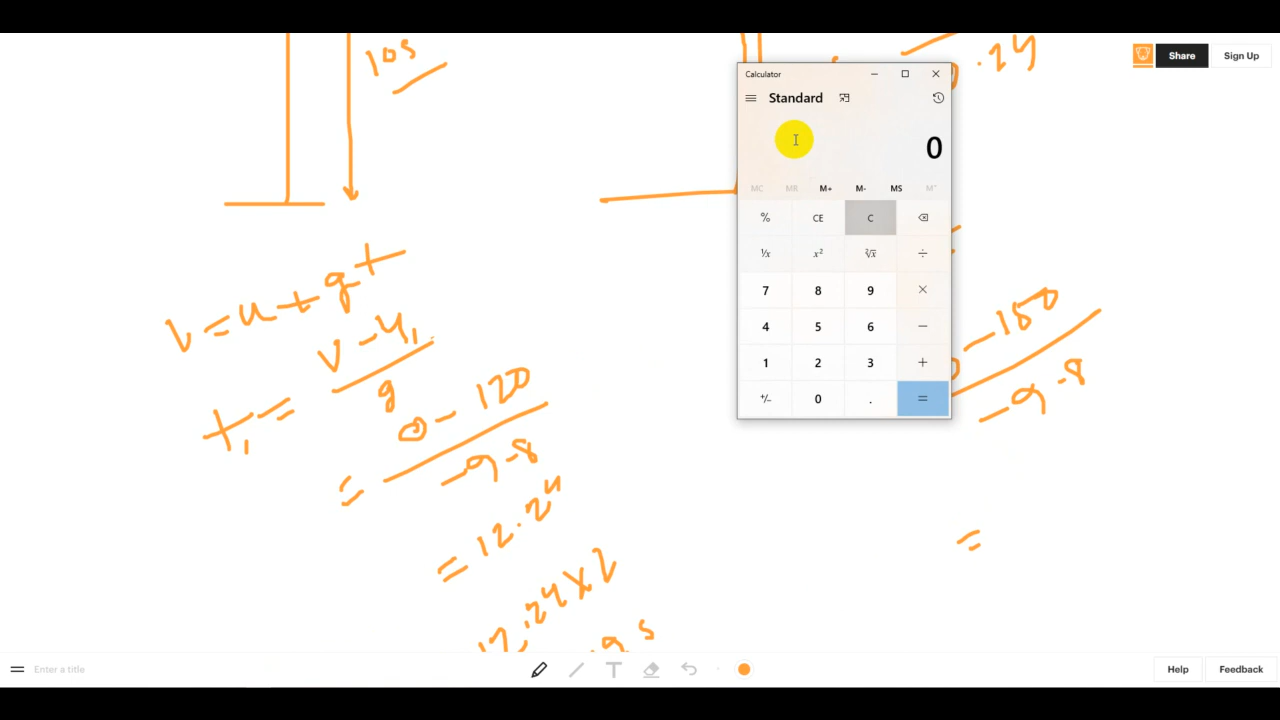 10s
.24
Share
Sign Up
Calculator
Standard
0
MC MR M+ M- MS M˅
% CE C
⅟x x² ²√x ÷
7 8 9 ×
4 5 6 −
1 2 3 +
+/- 0 . =
v = u + gt
t₁ = v - u₁
g
= 0 - 120
-9.8
= 12.24
12.24 x 2
9 s
0 - 180
-9.8
=
Enter a title
T
Help
Feedback